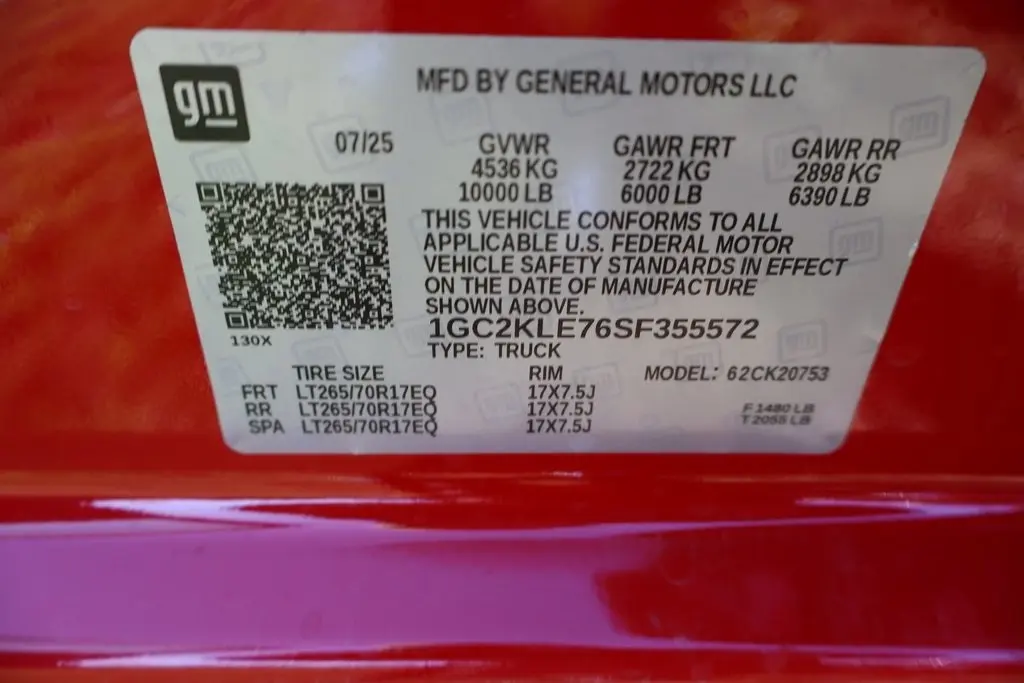 gm
MFD BY GENERAL MOTORS LLC
07/25 GVWR GAWR FRT GAWR RR
4536 KG 2722 KG 2898 KG
10000 LB 6000 LB 6390 LB
THIS VEHICLE CONFORMS TO ALL
APPLICABLE U.S. FEDERAL MOTOR
VEHICLE SAFETY STANDARDS IN EFFECT
ON THE DATE OF MANUFACTURE
SHOWN ABOVE.
1GC2KLE76SF355572
130X
TYPE: TRUCK
TIRE SIZE RIM MODEL: 62CK20753
FRT LT265/70R17EQ 17X7.5J
RR LT265/70R17EQ 17X7.5J F 1480 LB
SPA LT265/70R17EQ 17X7.5J T 2055 LB